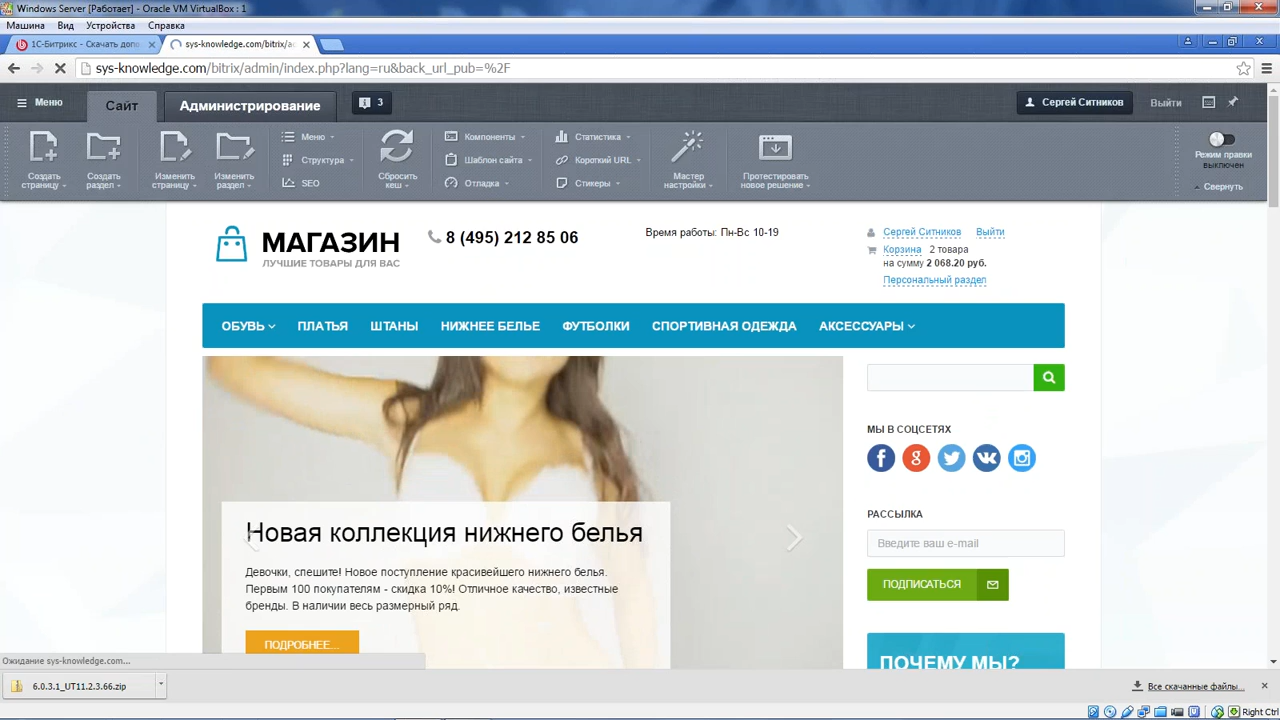 Windows Server [Работает] - Oracle VM VirtualBox : 1
Машина Вид Устройства Справка
1С-Битрикс - Скачать допо
sys-knowledge.com/bitrix/a
sys-knowledge.com/bitrix/admin/index.php?lang=ru&back_url_pub=%2F
Меню Сайт Администрирование 3 Сергей Ситников Выйти
Создать страницу
Создать раздел
Изменить страницу
Изменить раздел
Меню
Структура
SEO
Сбросить кеш
Компоненты
Шаблон сайта
Отладка
Статистика
Короткий URL
Стикеры
Мастер настройки
Протестировать новое решение
Режим правки
выключен
Свернуть
МАГАЗИН
ЛУЧШИЕ ТОВАРЫ ДЛЯ ВАС
8 (495) 212 85 06
Время работы: Пн-Вс 10-19
Сергей Ситников Выйти
Корзина 2 товара
на сумму 2 068.20 руб.
Персональный раздел
ОБУВЬ ПЛАТЬЯ ШТАНЫ НИЖНЕЕ БЕЛЬЕ ФУТБОЛКИ СПОРТИВНАЯ ОДЕЖДА АКСЕССУАРЫ
Новая коллекция нижнего белья
Девочки, спешите! Новое поступление красивейшего нижнего белья.
Первым 100 покупателям - скидка 10%! Отличное качество, известные
бренды. В наличии весь размерный ряд.
ПОДРОБНЕЕ...
МЫ В СОЦСЕТЯХ
РАССЫЛКА
Введите ваш e-mail
ПОДПИСАТЬСЯ
ПОЧЕМУ МЫ?
Ожидание sys-knowledge.com...
6.0.3.1_UT11.2.3.66.zip
Все скачанные файлы...
Right Ctrl